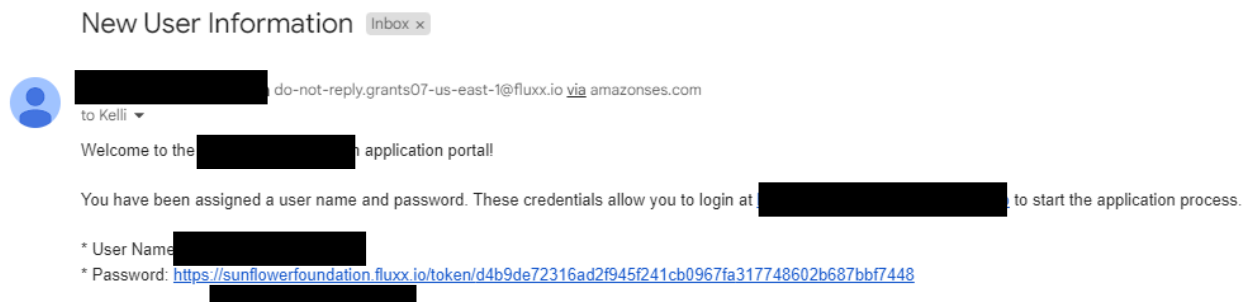 New User Information Inbox ×
do-not-reply.grants07-us-east-1@fluxx.io via amazonses.com
to Kelli
Welcome to the application portal!
You have been assigned a user name and password. These credentials allow you to login at to start the application process.
* User Name
* Password: https://sunflowerfoundation.fluxx.io/token/d4b9de72316ad2f945f241cb0967fa317748602b687bbf7448